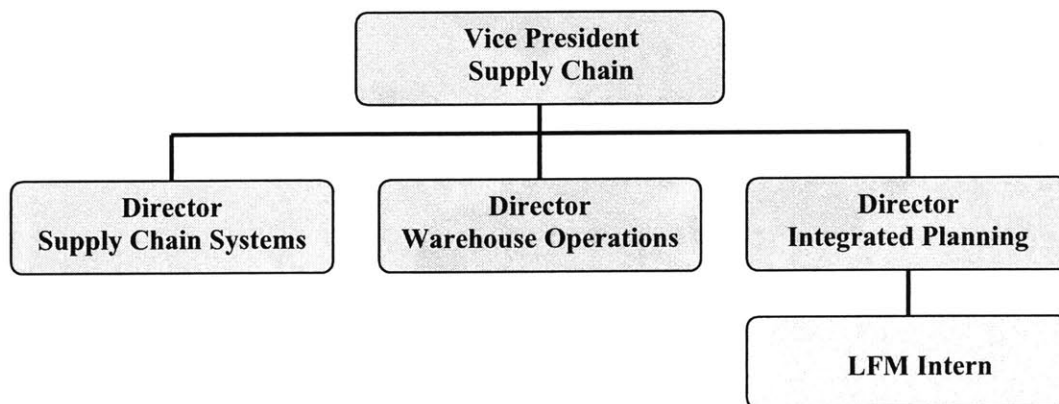 Vice President
Supply Chain
Director
Supply Chain Systems
Director
Warehouse Operations
Director
Integrated Planning
LFM Intern